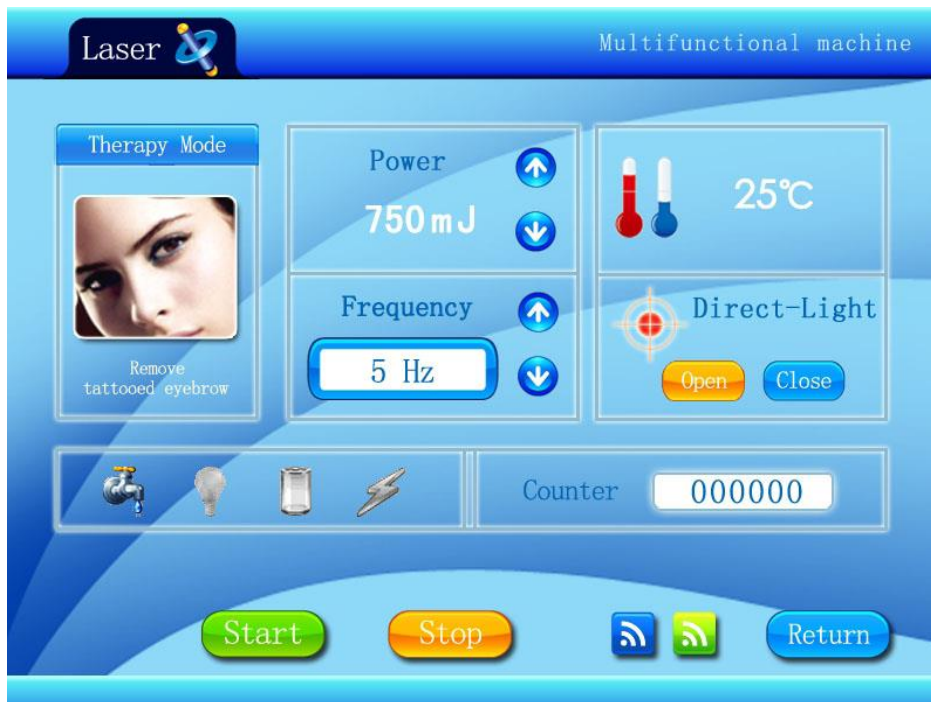 Laser
Multifunctional machine
Therapy Mode
Remove
tattooed eyebrow
Power
750mJ
Frequency
5 Hz
25℃
Direct-Light
Open
Close
Counter
000000
Start
Stop
Return